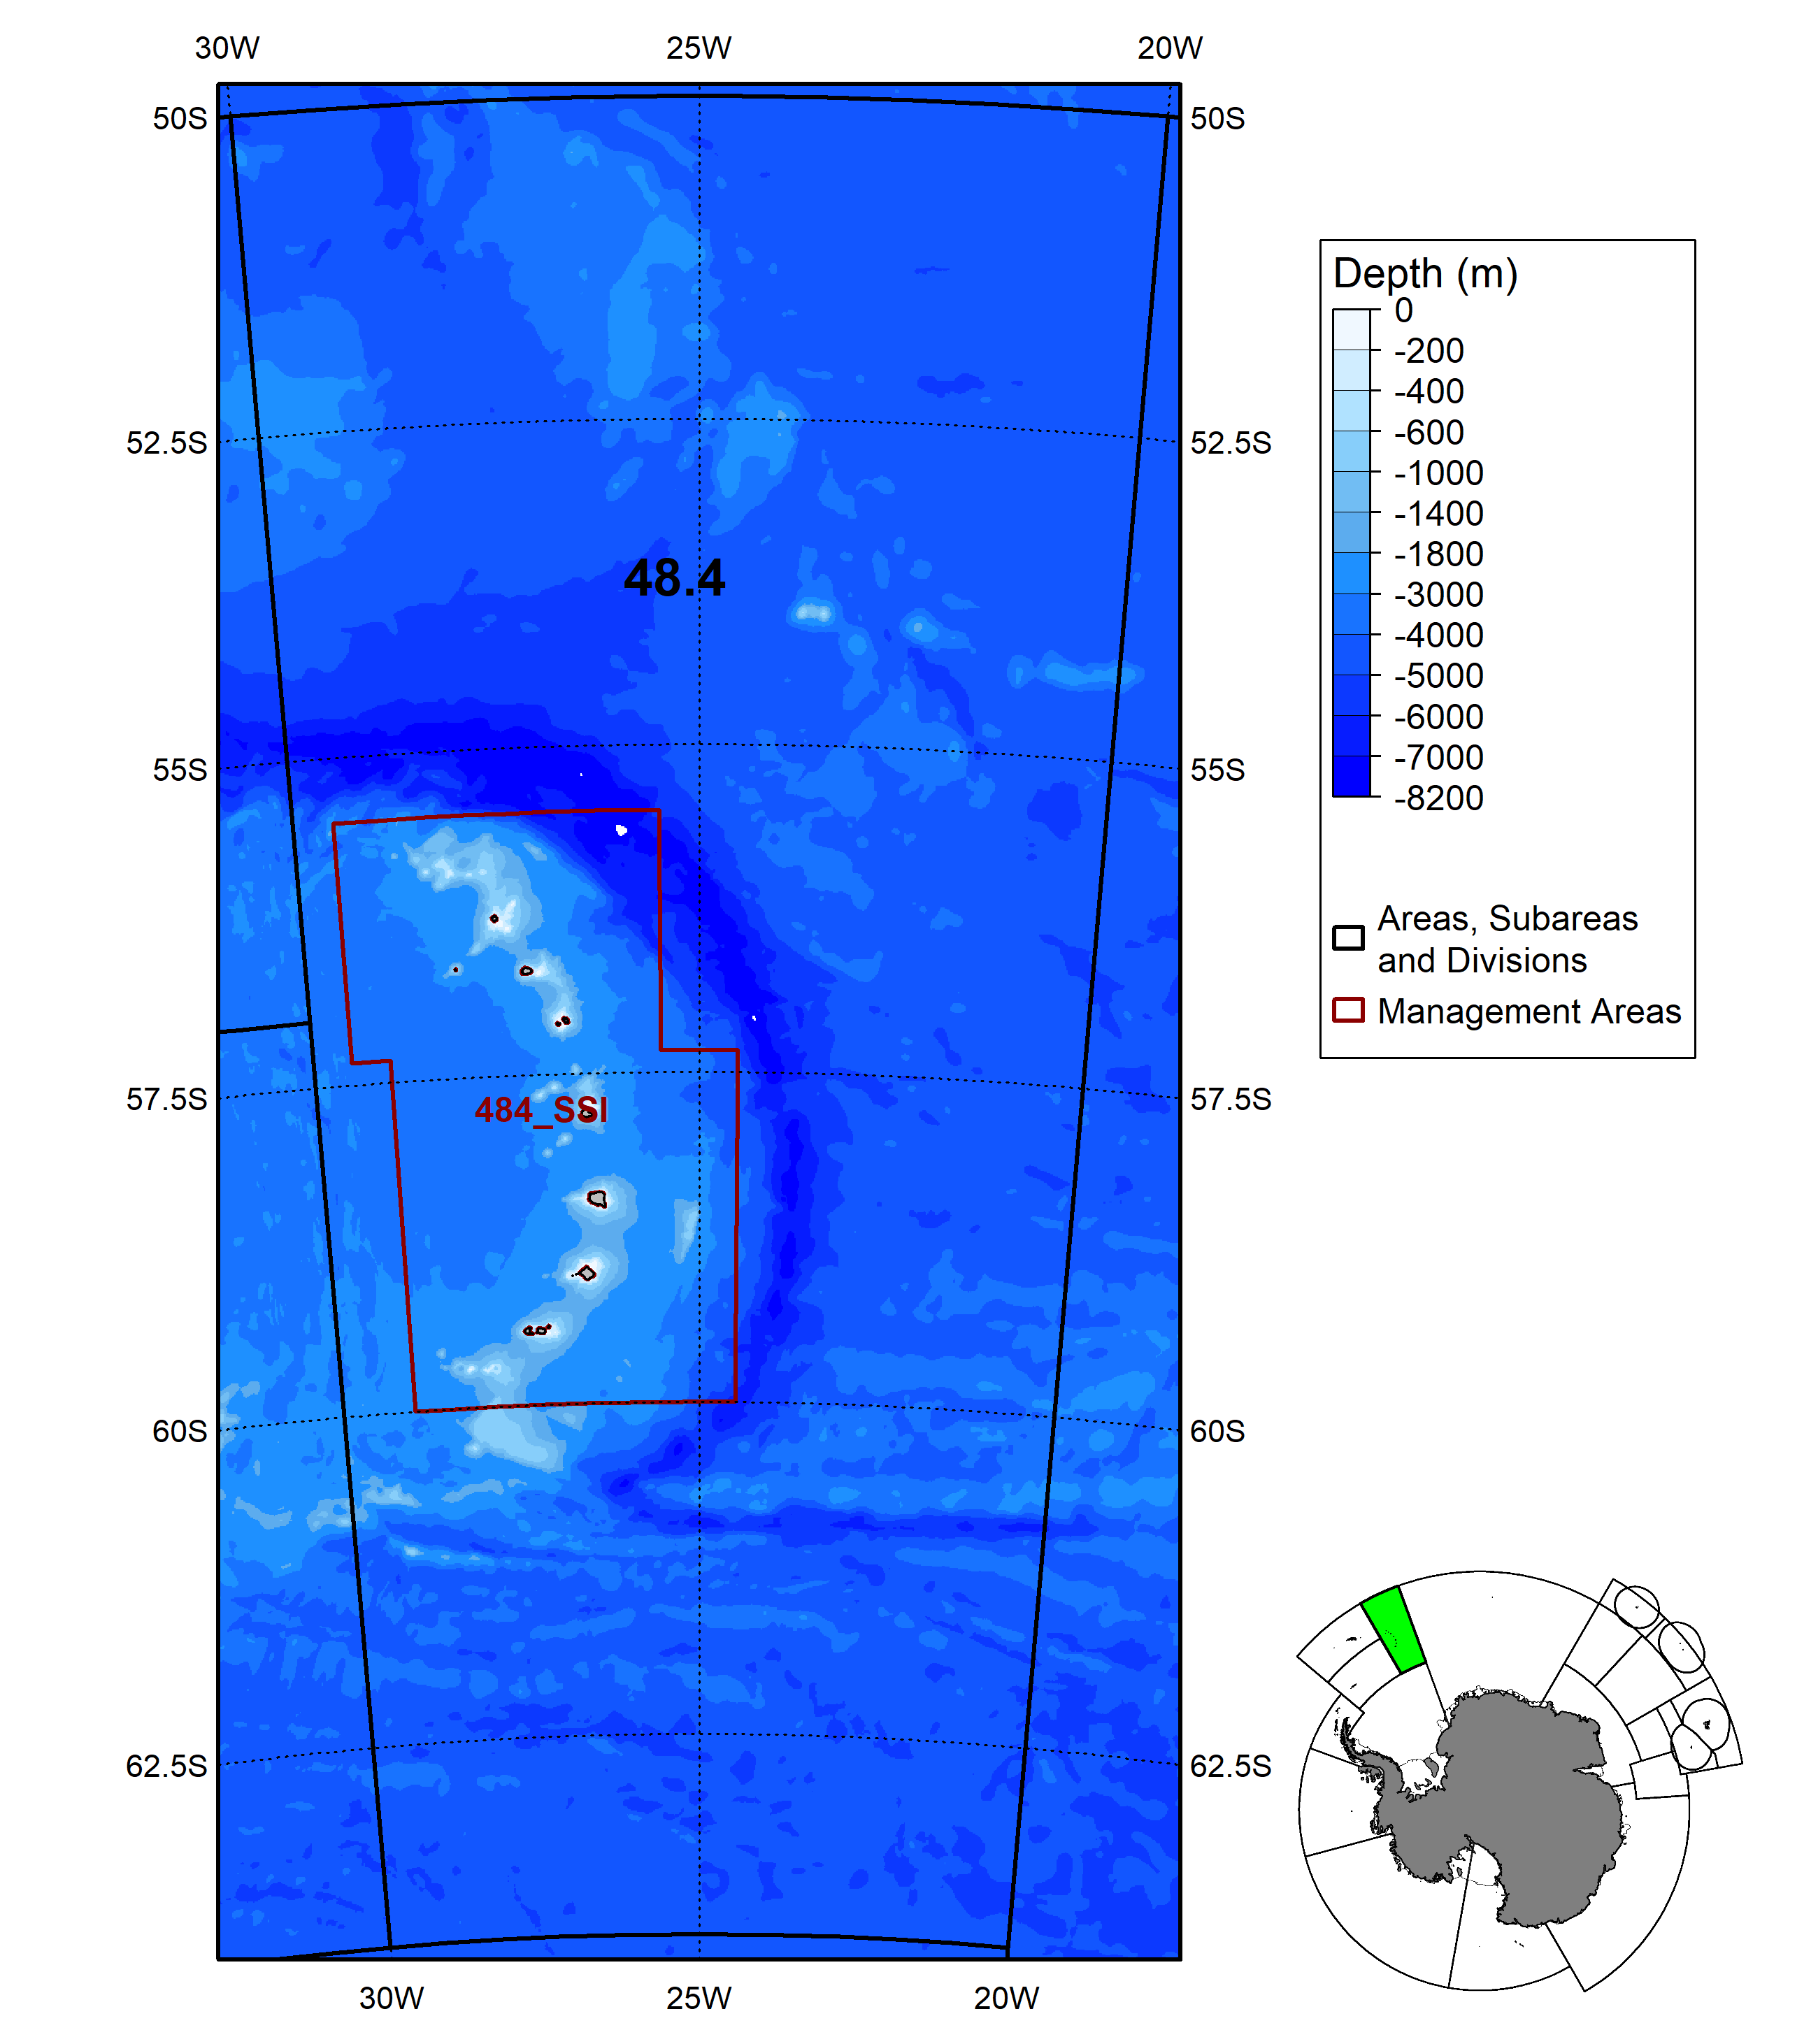 30W 25W 20W
50S 50S
52.5S 52.5S
48.4
55S 55S
57.5S 57.5S
484_SSI
60S 60S
62.5S 62.5S
30W 25W 20W
Depth (m)
0
-200
-400
-600
-1000
-1400
-1800
-3000
-4000
-5000
-6000
-7000
-8200
Areas, Subareas
and Divisions
Management Areas